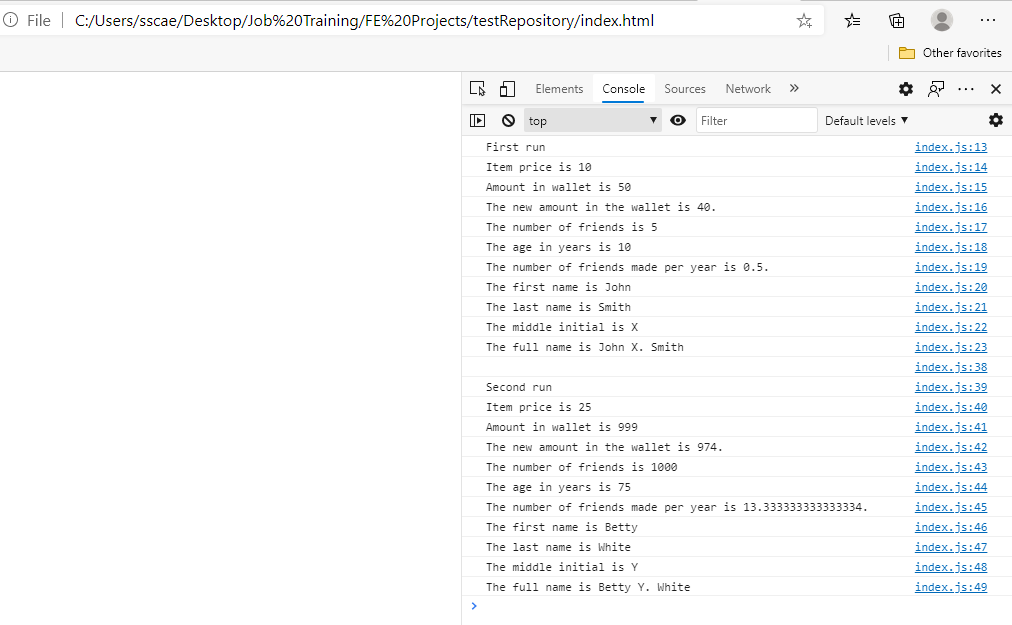 File C:/Users/sscae/Desktop/Job%20Training/FE%20Projects/testRepository/index.html
Other favorites
Elements Console Sources Network
top Filter Default levels
First run index.js:13
Item price is 10 index.js:14
Amount in wallet is 50 index.js:15
The new amount in the wallet is 40. index.js:16
The number of friends is 5 index.js:17
The age in years is 10 index.js:18
The number of friends made per year is 0.5. index.js:19
The first name is John index.js:20
The last name is Smith index.js:21
The middle initial is X index.js:22
The full name is John X. Smith index.js:23
index.js:38
Second run index.js:39
Item price is 25 index.js:40
Amount in wallet is 999 index.js:41
The new amount in the wallet is 974. index.js:42
The number of friends is 1000 index.js:43
The age in years is 75 index.js:44
The number of friends made per year is 13.333333333333334. index.js:45
The first name is Betty index.js:46
The last name is White index.js:47
The middle initial is Y index.js:48
The full name is Betty Y. White index.js:49